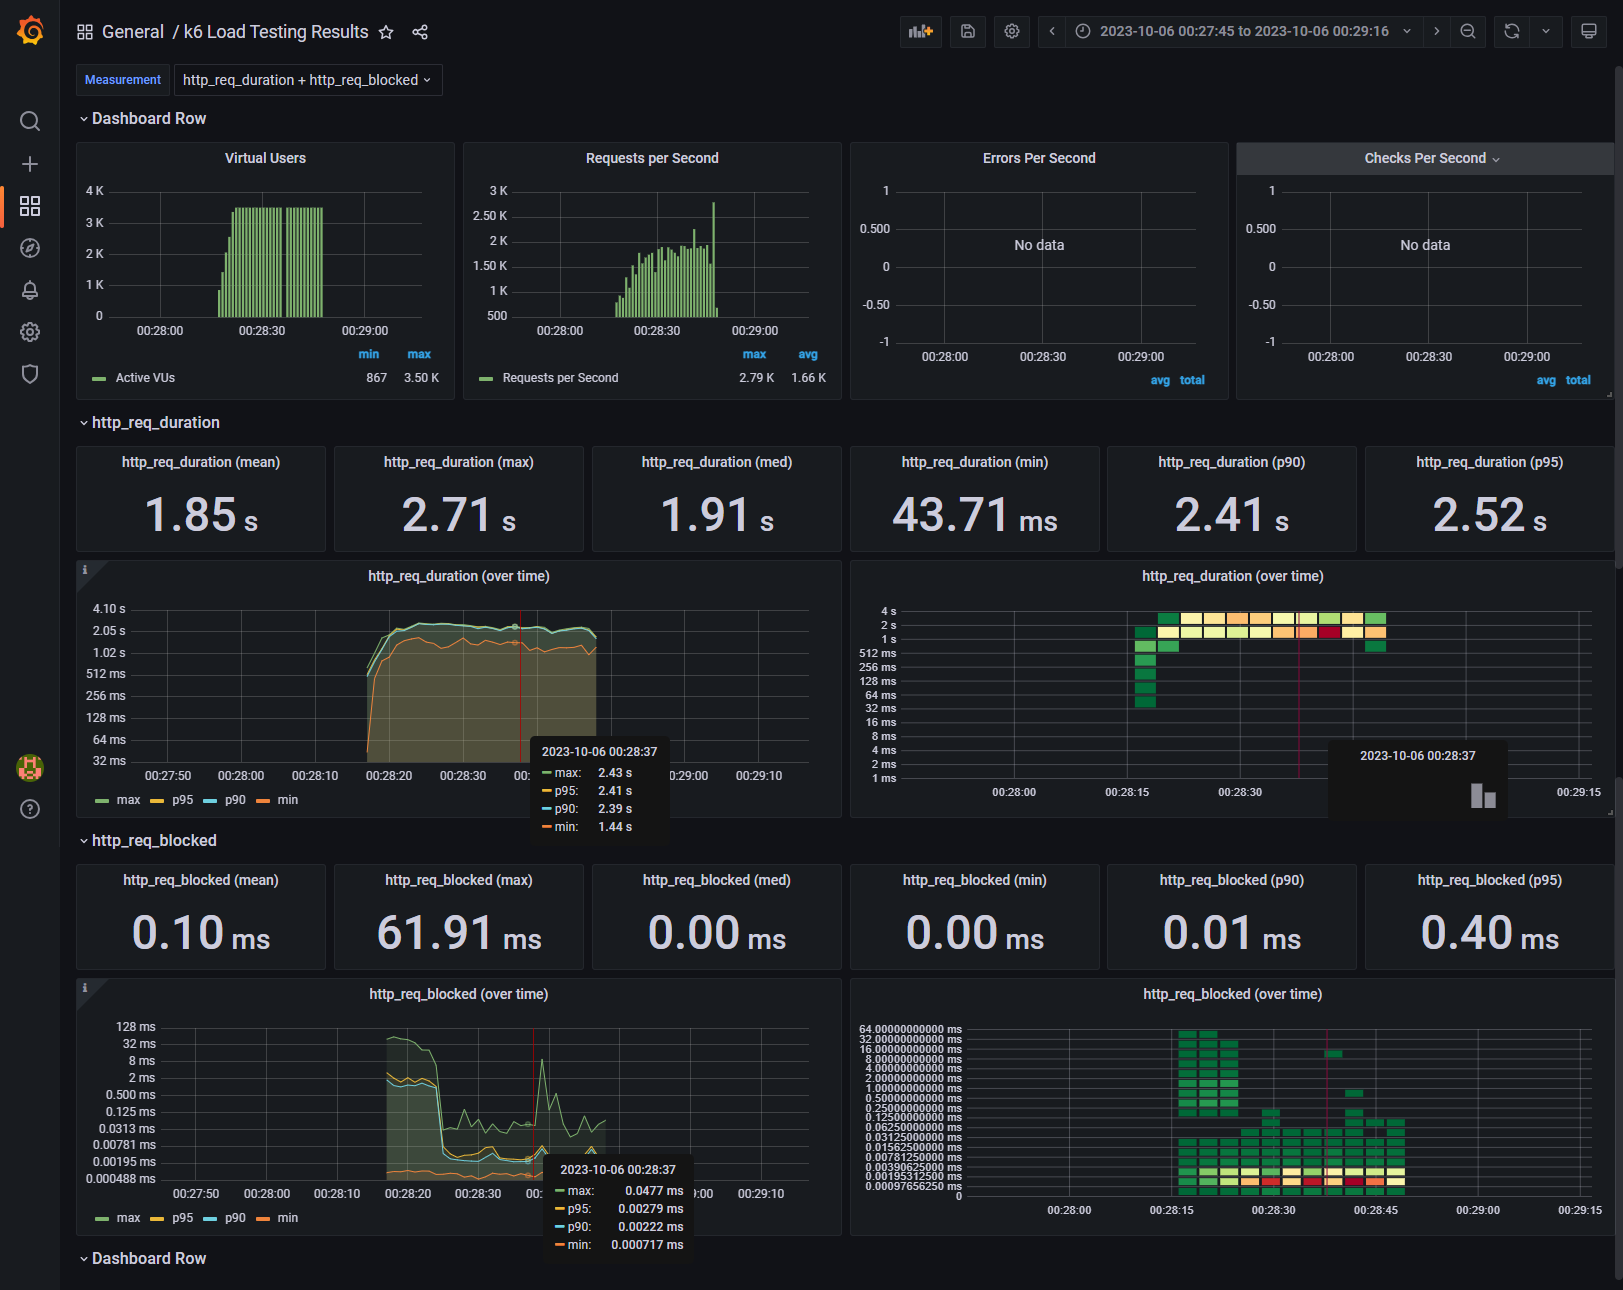 General / k6 Load Testing Results
2023-10-06 00:27:45 to 2023-10-06 00:29:16
Measurement
http_req_duration + http_req_blocked
Dashboard Row
Virtual Users
4 K
3 K
2 K
1 K
0
00:28:00 00:28:30 00:29:00
min max
Active VUs 867 3.50 K
Requests per Second
3 K
2.50 K
2 K
1.50 K
1 K
500
00:28:00 00:28:30 00:29:00
max avg
Requests per Second 2.79 K 1.66 K
Errors Per Second
1
0.500
0
-0.50
-1
No data
00:28:00 00:28:30 00:29:00
avg total
Checks Per Second
1
0.500
0
-0.50
-1
No data
00:28:00 00:28:30 00:29:00
avg total
http_req_duration
http_req_duration (mean)
1.85 s
http_req_duration (max)
2.71 s
http_req_duration (med)
1.91 s
http_req_duration (min)
43.71 ms
http_req_duration (p90)
2.41 s
http_req_duration (p95)
2.52 s
http_req_duration (over time)
4.10 s
2.05 s
1.02 s
512 ms
256 ms
128 ms
64 ms
32 ms
00:27:50 00:28:00 00:28:10 00:28:20 00:28:30 00: :29:00 00:29:10
max p95 p90 min
2023-10-06 00:28:37
max: 2.43 s
p95: 2.41 s
p90: 2.39 s
min: 1.44 s
http_req_duration (over time)
4 s
2 s
1 s
512 ms
256 ms
128 ms
64 ms
32 ms
16 ms
8 ms
4 ms
2 ms
1 ms
00:28:00 00:28:15 00:28:30 00:29:15
2023-10-06 00:28:37
http_req_blocked
http_req_blocked (mean)
0.10 ms
http_req_blocked (max)
61.91 ms
http_req_blocked (med)
0.00 ms
http_req_blocked (min)
0.00 ms
http_req_blocked (p90)
0.01 ms
http_req_blocked (p95)
0.40 ms
http_req_blocked (over time)
128 ms
32 ms
8 ms
2 ms
0.500 ms
0.125 ms
0.0313 ms
0.00781 ms
0.00195 ms
0.000488 ms
00:27:50 00:28:00 00:28:10 00:28:20 00:28:30 00: :00 00:29:10
max p95 p90 min
2023-10-06 00:28:37
max: 0.0477 ms
p95: 0.00279 ms
p90: 0.00222 ms
min: 0.000717 ms
http_req_blocked (over time)
64.00000000000 ms
32.00000000000 ms
16.00000000000 ms
8.00000000000 ms
4.00000000000 ms
2.00000000000 ms
1.00000000000 ms
0.50000000000 ms
0.25000000000 ms
0.12500000000 ms
0.06250000000 ms
0.03125000000 ms
0.01562500000 ms
0.00781250000 ms
0.00390625000 ms
0.00195312500 ms
0.00097656250 ms
0
00:28:00 00:28:15 00:28:30 00:28:45 00:29:00 00:29:15
Dashboard Row